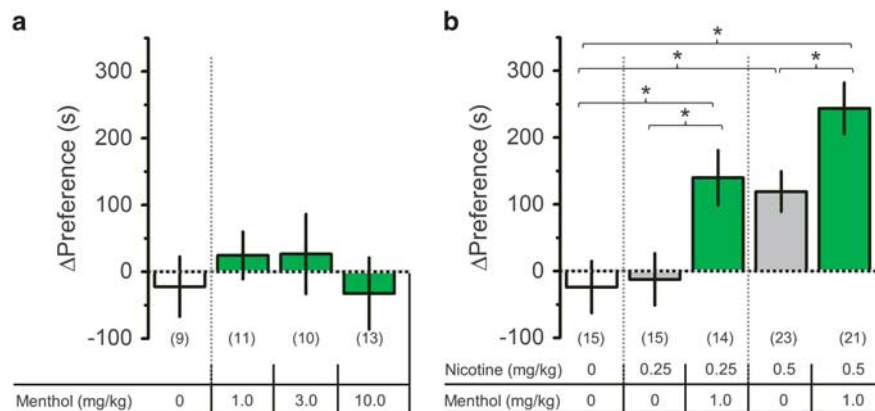 a
ΔPreference (s)
300
200
100
0
-100
(9) (11) (10) (13)
Menthol (mg/kg) 0 1.0 3.0 10.0
b
ΔPreference (s)
300
200
100
0
-100
* 
* *
*
*
(15) (15) (14) (23) (21)
Nicotine (mg/kg) 0 0.25 0.25 0.5 0.5
Menthol (mg/kg) 0 0 1.0 0 1.0